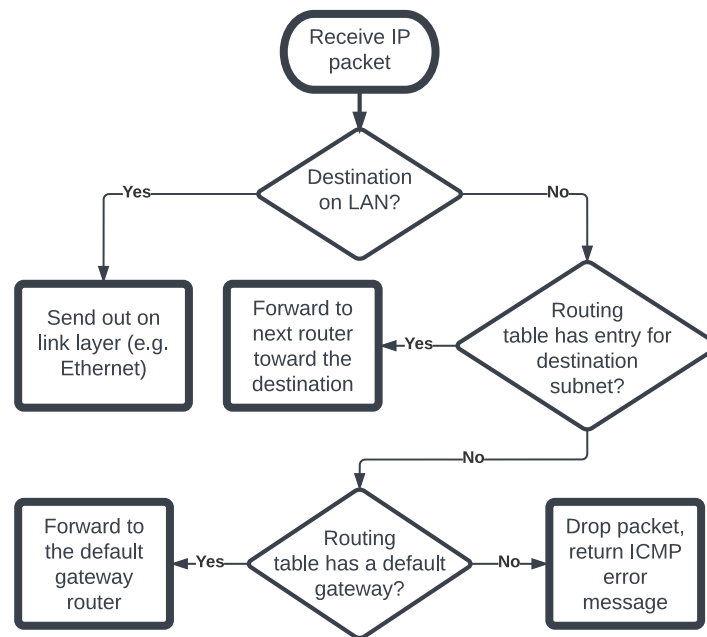 Receive IP
packet
Destination
on LAN?
Yes
No
Send out on
link layer (e.g.
Ethernet)
Forward to
next router
toward the
destination
Yes
Routing
table has entry for
destination
subnet?
No
Forward to
the default
gateway
router
Yes
Routing
table has a default
gateway?
No
Drop packet,
return ICMP
error
message